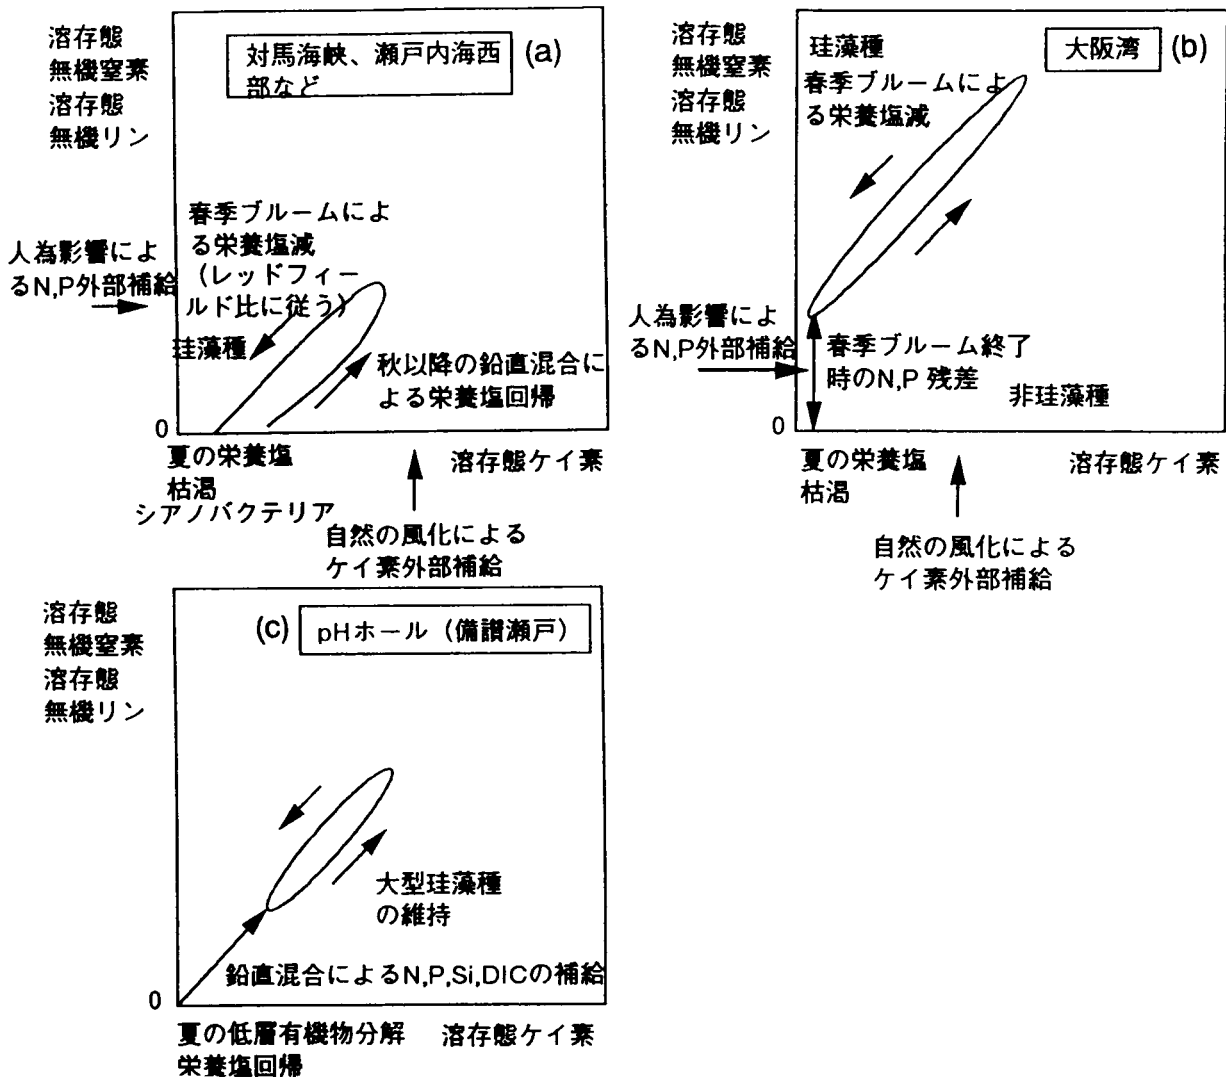 溶存態
無機窒素
溶存態
無機リン
対馬海峡、瀬戸内海西
部など
(a)
春季ブルームによ
る栄養塩減
(レッドフィー
ルド比に従う)
人為影響によ
るN,P外部補給
珪藻種
秋以降の鉛直混合に
よる栄養塩回帰
0
夏の栄養塩
枯渇
シアノバクテリア
溶存態ケイ素
自然の風化による
ケイ素外部補給
溶存態
無機窒素
溶存態
無機リン
珪藻種
春季ブルームによ
る栄養塩減
大阪湾
(b)
人為影響によ
るN,P外部補給
春季ブルーム終了
時のN,P 残差
非珪藻種
0
夏の栄養塩
枯渇
溶存態ケイ素
自然の風化による
ケイ素外部補給
溶存態
無機窒素
溶存態
無機リン
(c)
pHホール（備讃瀬戸）
大型珪藻種
の維持
鉛直混合によるN,P,Si,DICの補給
0
夏の低層有機物分解
栄養塩回帰
溶存態ケイ素